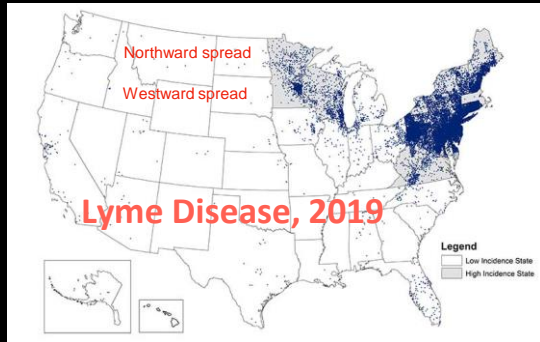 Northward spread
Westward spread
Lyme Disease, 2019
Legend
Low Incidence State
High Incidence State